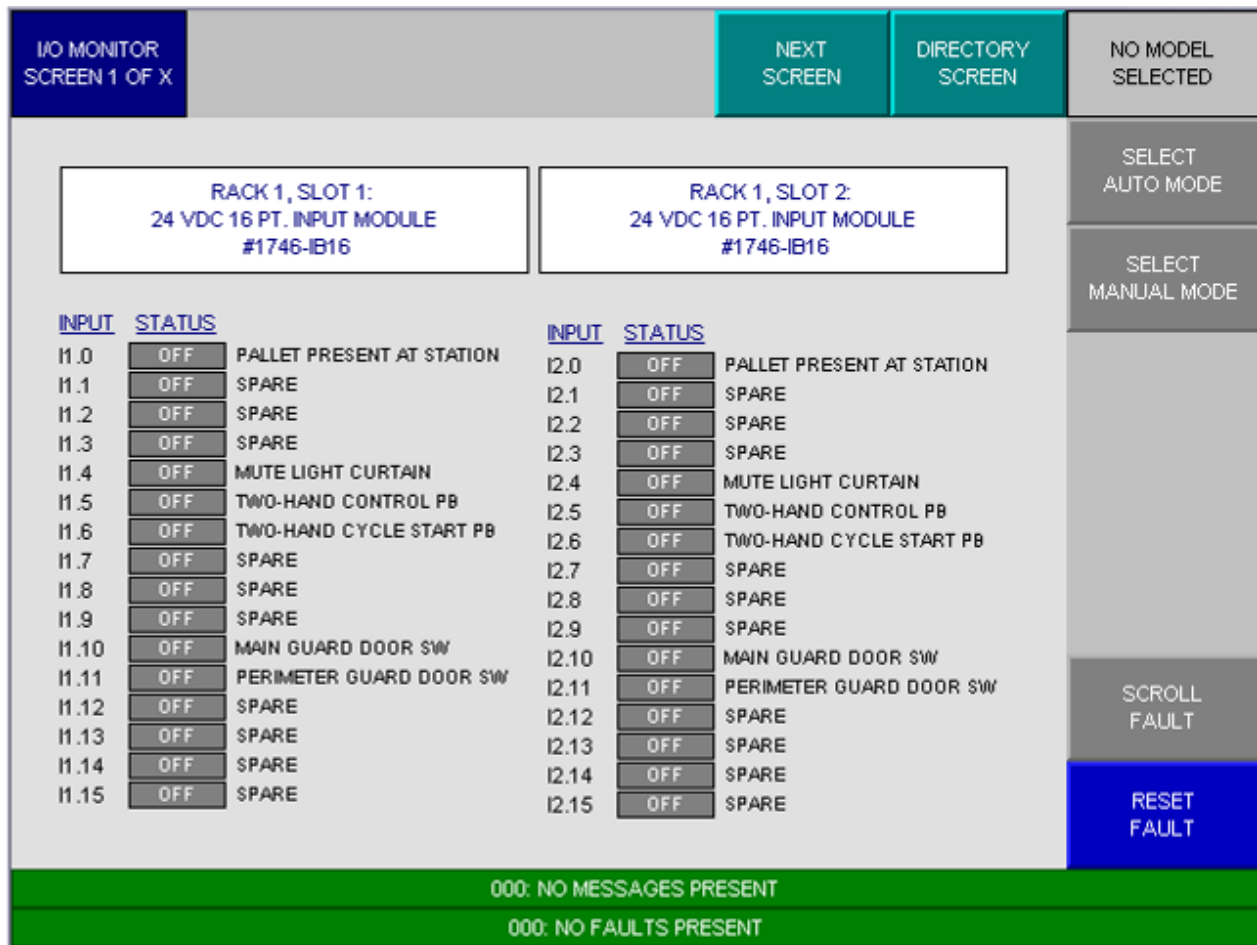 I/O MONITOR
SCREEN 1 OF X
NEXT
SCREEN
DIRECTORY
SCREEN
NO MODEL
SELECTED
SELECT
AUTO MODE
SELECT
MANUAL MODE
RACK 1, SLOT 1:
24 VDC 16 PT. INPUT MODULE
#1746-IB16
RACK 1, SLOT 2:
24 VDC 16 PT. INPUT MODULE
#1746-IB16
INPUT STATUS
I1.0 OFF PALLET PRESENT AT STATION
I1.1 OFF SPARE
I1.2 OFF SPARE
I1.3 OFF SPARE
I1.4 OFF MUTE LIGHT CURTAIN
I1.5 OFF TWO-HAND CONTROL PB
I1.6 OFF TWO-HAND CYCLE START PB
I1.7 OFF SPARE
I1.8 OFF SPARE
I1.9 OFF SPARE
I1.10 OFF MAIN GUARD DOOR SW
I1.11 OFF PERIMETER GUARD DOOR SW
I1.12 OFF SPARE
I1.13 OFF SPARE
I1.14 OFF SPARE
I1.15 OFF SPARE
INPUT STATUS
I2.0 OFF PALLET PRESENT AT STATION
I2.1 OFF SPARE
I2.2 OFF SPARE
I2.3 OFF SPARE
I2.4 OFF MUTE LIGHT CURTAIN
I2.5 OFF TWO-HAND CONTROL PB
I2.6 OFF TWO-HAND CYCLE START PB
I2.7 OFF SPARE
I2.8 OFF SPARE
I2.9 OFF SPARE
I2.10 OFF MAIN GUARD DOOR SW
I2.11 OFF PERIMETER GUARD DOOR SW
I2.12 OFF SPARE
I2.13 OFF SPARE
I2.14 OFF SPARE
I2.15 OFF SPARE
SCROLL
FAULT
RESET
FAULT
000: NO MESSAGES PRESENT
000: NO FAULTS PRESENT